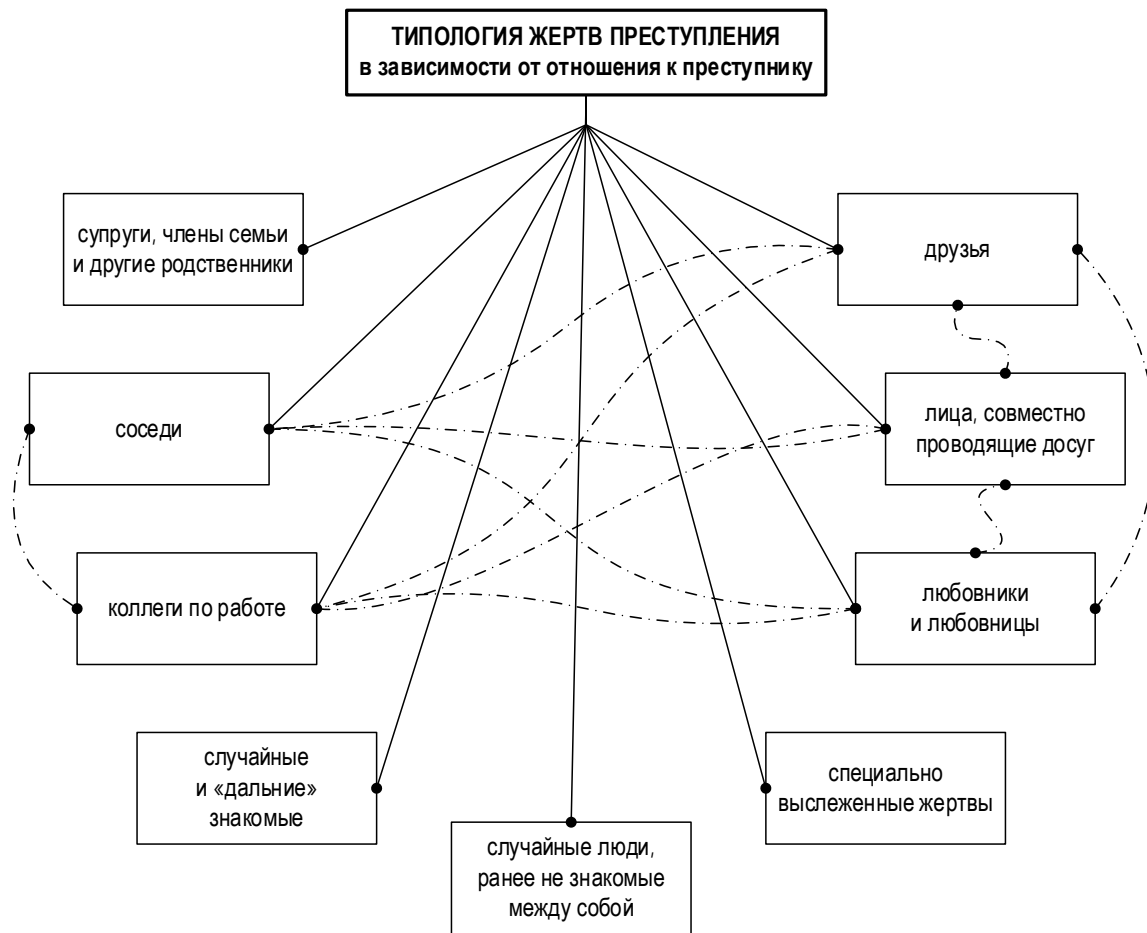 ТИПОЛОГИЯ ЖЕРТВ ПРЕСТУПЛЕНИЯ
в зависимости от отношения к преступнику
супруги, члены семьи
и другие родственники
друзья
соседи
лица, совместно
проводящие досуг
коллеги по работе
любовники
и любовницы
случайные
и «дальние»
знакомые
специально
выслеженные жертвы
случайные люди,
ранее не знакомые
между собой